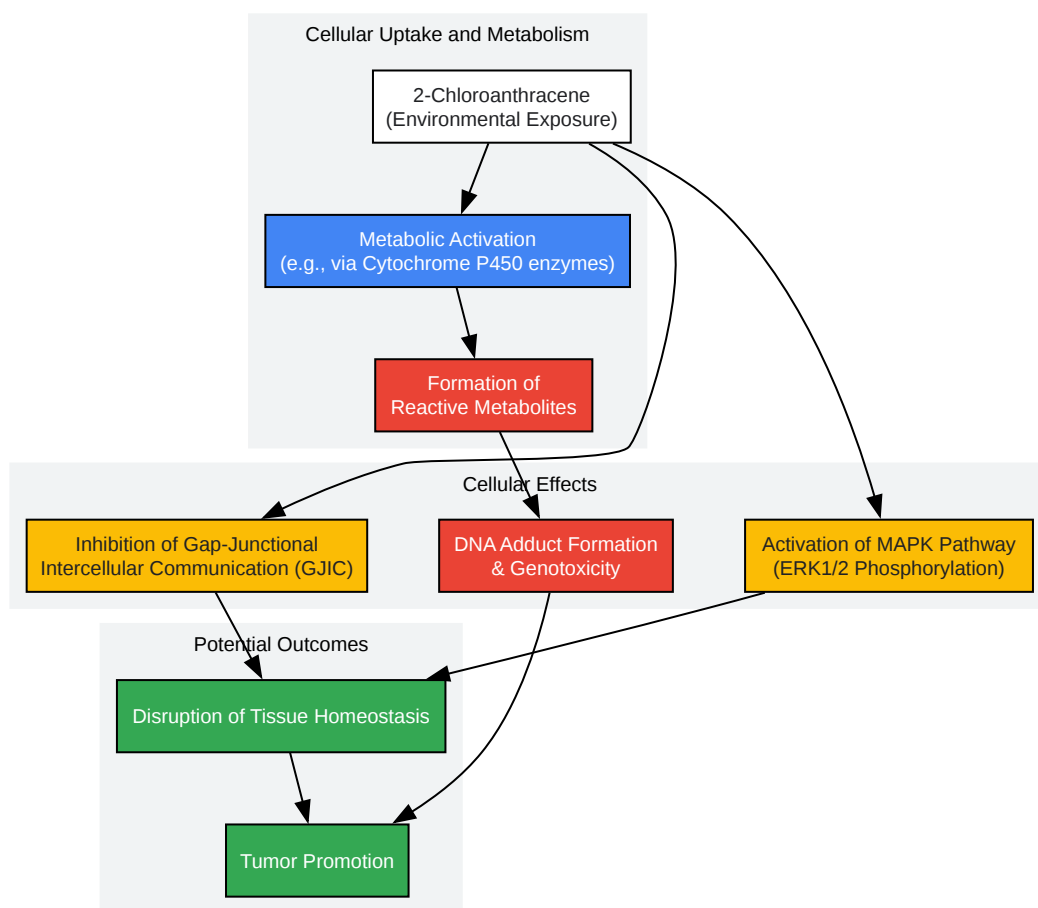 Cellular Uptake and Metabolism
2-Chloroanthracene
(Environmental Exposure)
Metabolic Activation
(e.g., via Cytochrome P450 enzymes)
Formation of
Reactive Metabolites
Cellular Effects
Inhibition of Gap-Junctional
Intercellular Communication (GJIC)
DNA Adduct Formation
& Genotoxicity
Activation of MAPK Pathway
(ERK1/2 Phosphorylation)
Potential Outcomes
Disruption of Tissue Homeostasis
Tumor Promotion